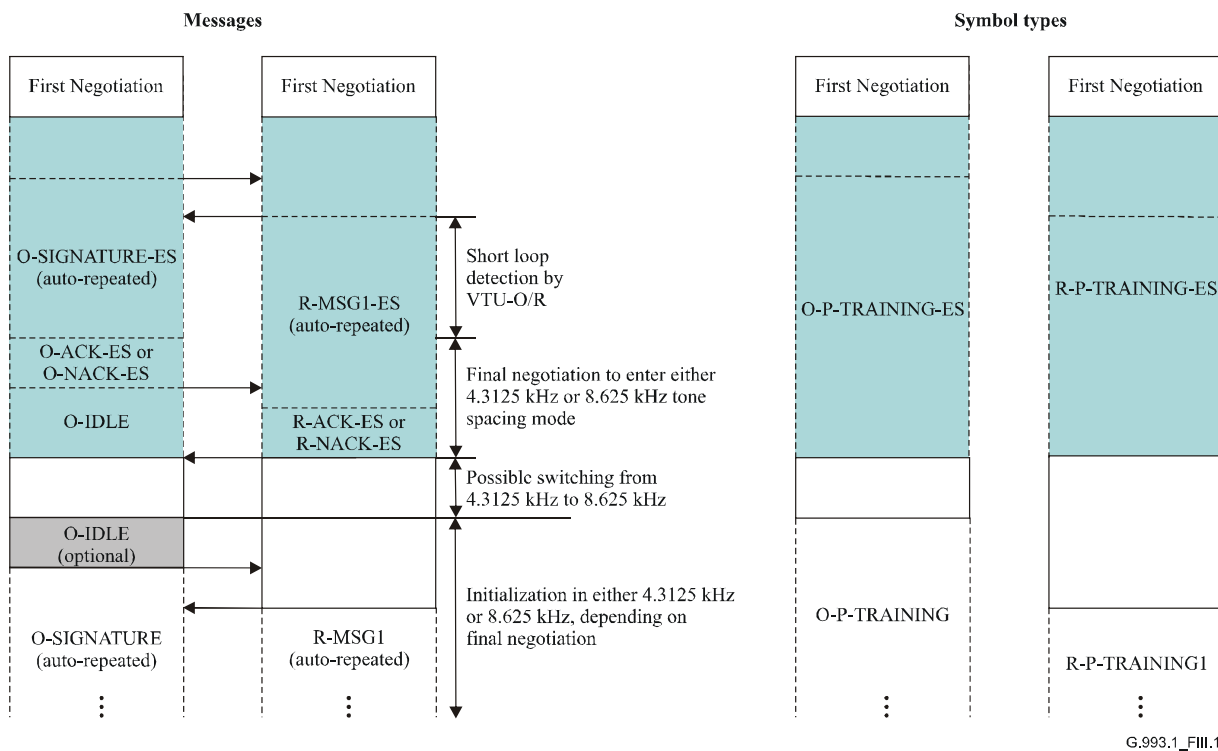 Messages
Symbol types
First Negotiation
First Negotiation
First Negotiation
First Negotiation
O-SIGNATURE-ES
(auto-repeated)
R-MSG1-ES
(auto-repeated)
Short loop
detection by
VTU-O/R
O-P-TRAINING-ES
R-P-TRAINING-ES
O-ACK-ES or
O-NACK-ES
O-IDLE
R-ACK-ES or
R-NACK-ES
Final negotiation to enter either
4.3125 kHz or 8.625 kHz tone
spacing mode
Possible switching from
4.3125 kHz to 8.625 kHz
O-IDLE
(optional)
Initialization in either 4.3125 kHz
or 8.625 kHz, depending on
final negotiation
O-SIGNATURE
(auto-repeated)
R-MSG1
(auto-repeated)
O-P-TRAINING
R-P-TRAINING1
G.993.1_FIII.1